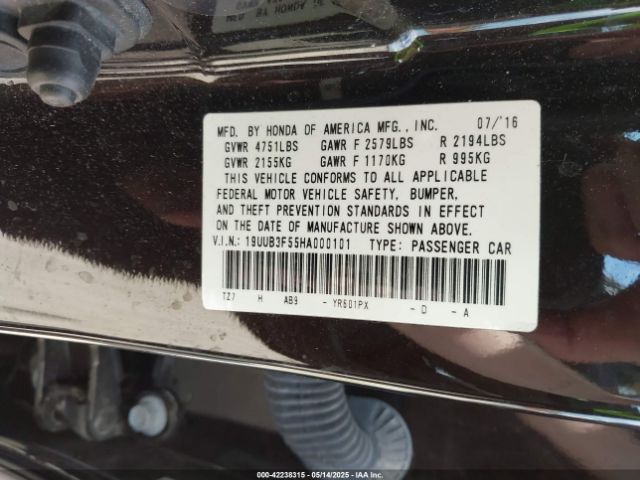 MFD. BY HONDA OF AMERICA MFG., INC. 07/'16
GVWR 4751LBS GAWR F 2579LBS R 2194LBS
GVWR 2155KG GAWR F 1170KG R 995KG
THIS VEHICLE CONFORMS TO ALL APPLICABLE
FEDERAL MOTOR VEHICLE SAFETY, BUMPER,
AND THEFT PREVENTION STANDARDS IN EFFECT
ON THE DATE OF MANUFACTURE SHOWN ABOVE.
V.I.N.: 19UUB3F55HA000101 TYPE: PASSENGER CAR
TZ7 H AB9 - YR601PX - D - A
000-42238315 - 05/14/2025 - IAAI.COM